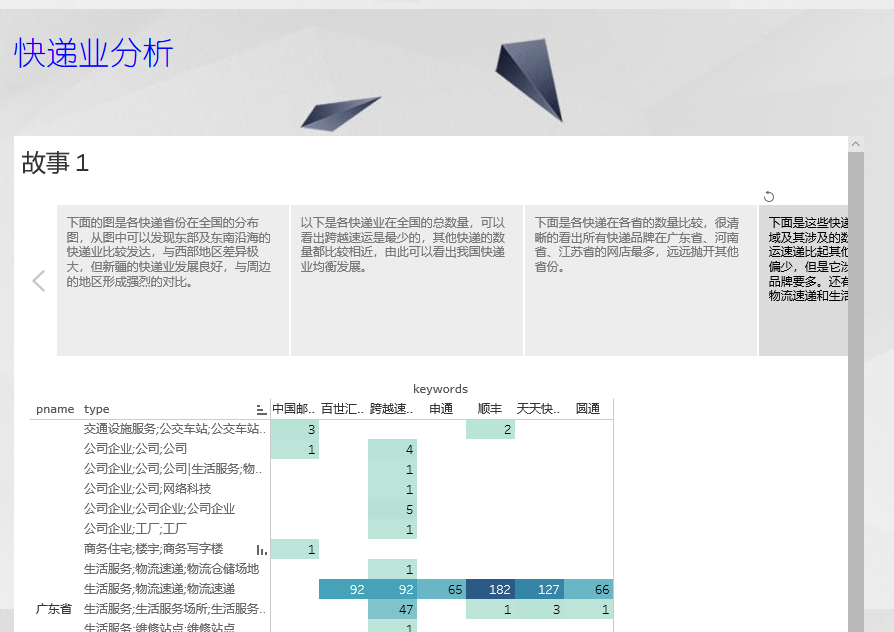 快递业分析
故事 1
下面的图是各快递省份在全国的分布
图，从图中可以发现东部及东南沿海的
快递业比较发达，与西部地区差异极
大，但新疆的快递业发展良好，与周边
的地区形成强烈的对比。
以下是各快递业在全国的总数量，可以
看出跨越速运是最少的，其他快递的数
量都比较相近，由此可以看出我国快递
业均衡发展。
下面是各快递在各省的数量比较，很清
晰的看出所有快递品牌在广东省、河南
省、江苏省的网店最多，远远抛开其他
省份。
下面是这些快递
域及其涉及的数
运速递比起其他
偏少，但是它涉
品牌要多。还有
物流速递和生活
keywords
pname type 中国邮.. 百世汇.. 跨越速.. 申通 顺丰 天天快.. 圆通
交通设施服务;公交车站;公交车站.. 3 2
公司企业;公司;公司 1 4
公司企业;公司;公司|生活服务;物.. 1
公司企业;公司;网络科技 1
公司企业;公司企业;公司企业 5
公司企业;工厂;工厂 1
商务住宅;楼宇;商务写字楼 1
生活服务;物流速递;物流仓储场地 1
生活服务;物流速递;物流速递 92 92 65 182 127 66
广东省 生活服务;生活服务场所;生活服务.. 47 1 3 1
生活服务;维修站点;维修站点 1